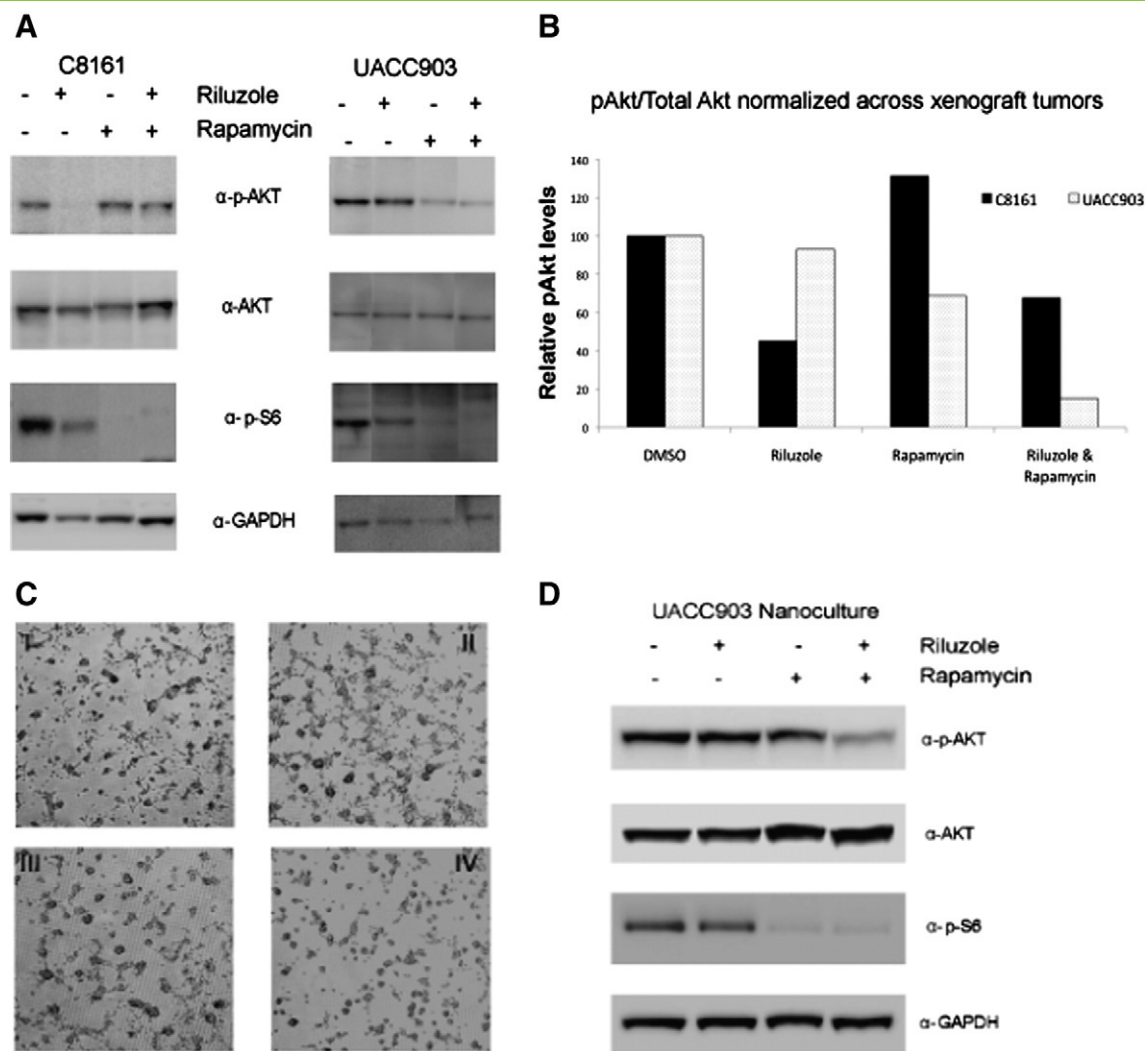 A
C8161
- + - +
Riluzole
- - + +
Rapamycin
UACC903
- + - +
- - + +
α-p-AKT
α-AKT
α-p-S6
α-GAPDH
B
pAkt/Total Akt normalized across xenograft tumors
Relative pAkt levels
140
120
100
80
60
40
20
0
C8161
UACC903
DMSO
Riluzole
Rapamycin
Riluzole &
Rapamycin
C
I
II
III
IV
D
UACC903 Nanoculture
- + - + Riluzole
- - + + Rapamycin
α-p-AKT
α-AKT
α-p-S6
α-GAPDH